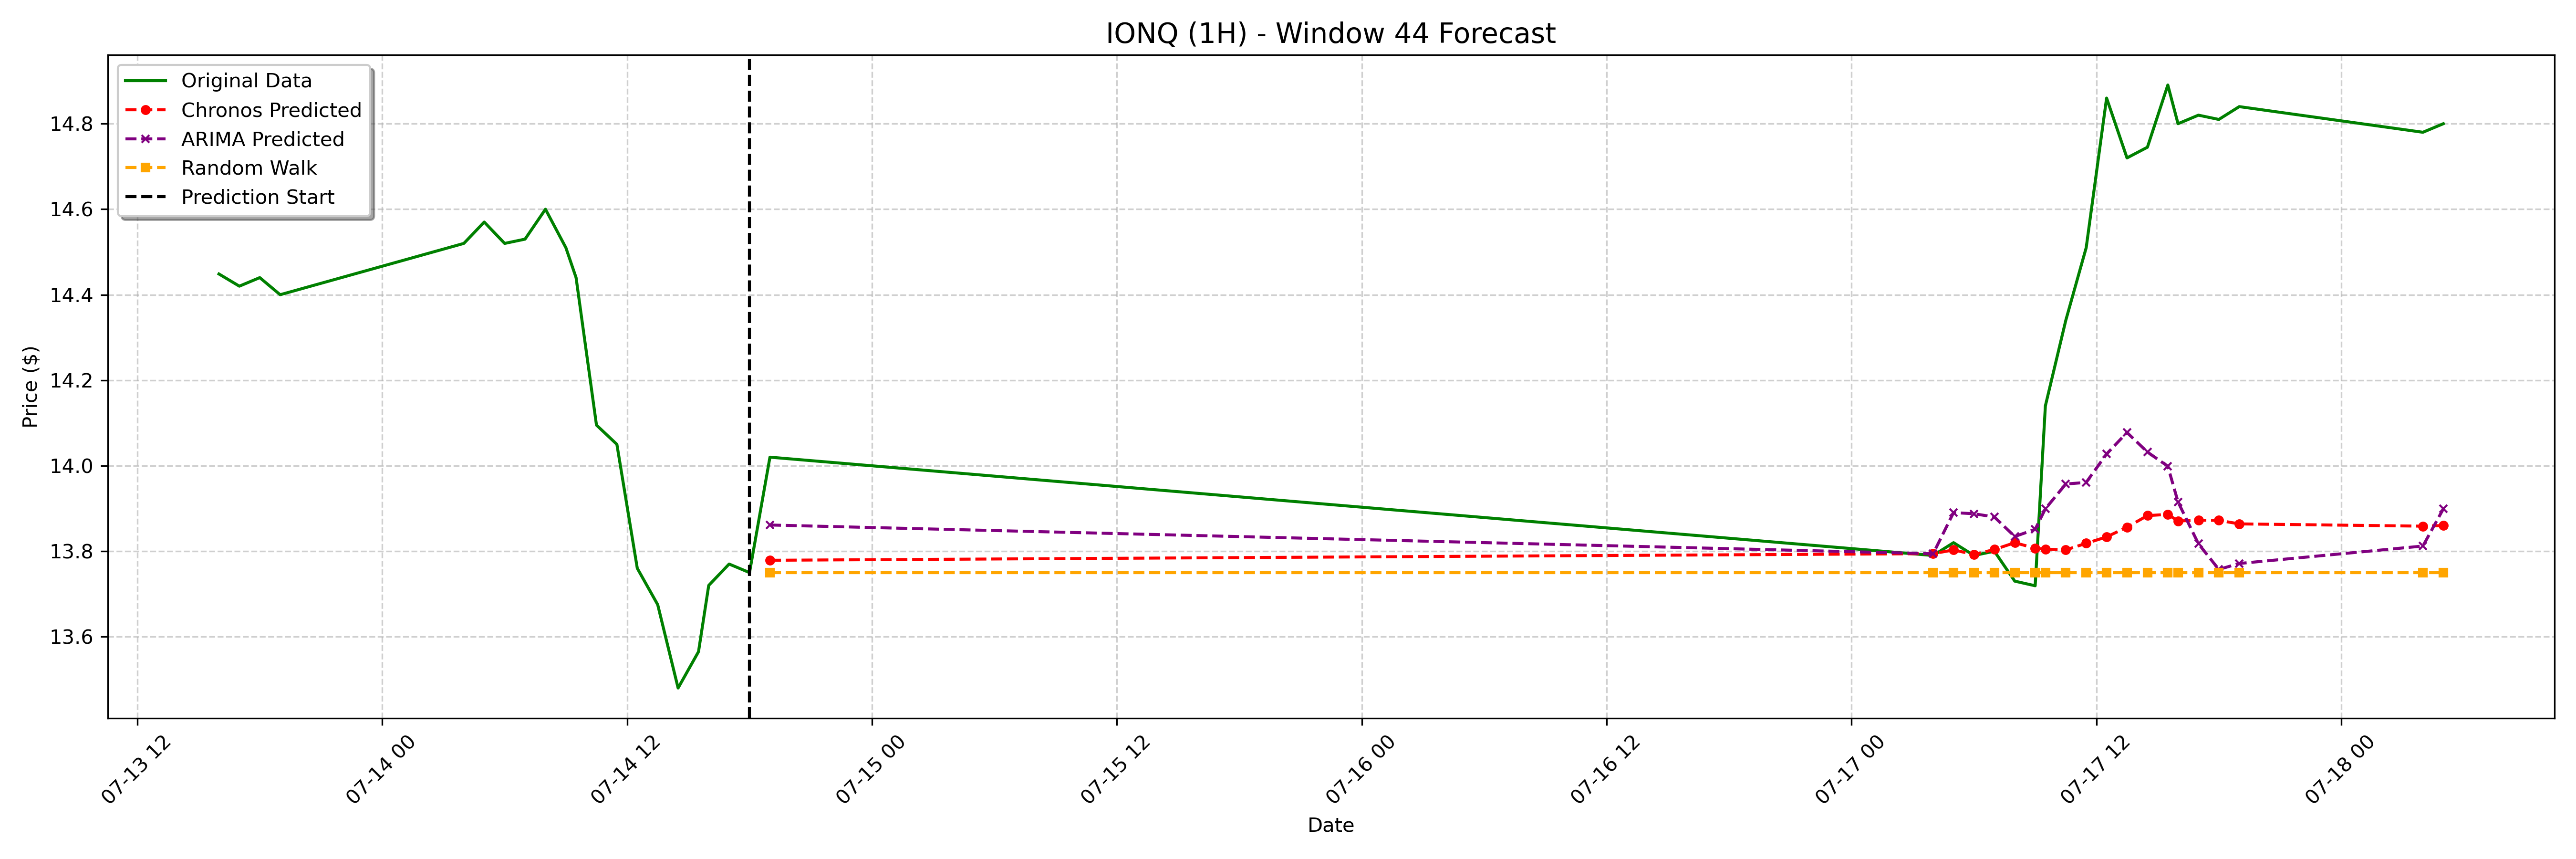 IONQ (1H) - Window 44 Forecast
Original Data
Chronos Predicted
ARIMA Predicted
Random Walk
Prediction Start
Price ($)
14.8
14.6
14.4
14.2
14.0
13.8
13.6
07-13 12
07-14 00
07-14 12
07-15 00
07-15 12
07-16 00
07-16 12
07-17 00
07-17 12
07-18 00
Date